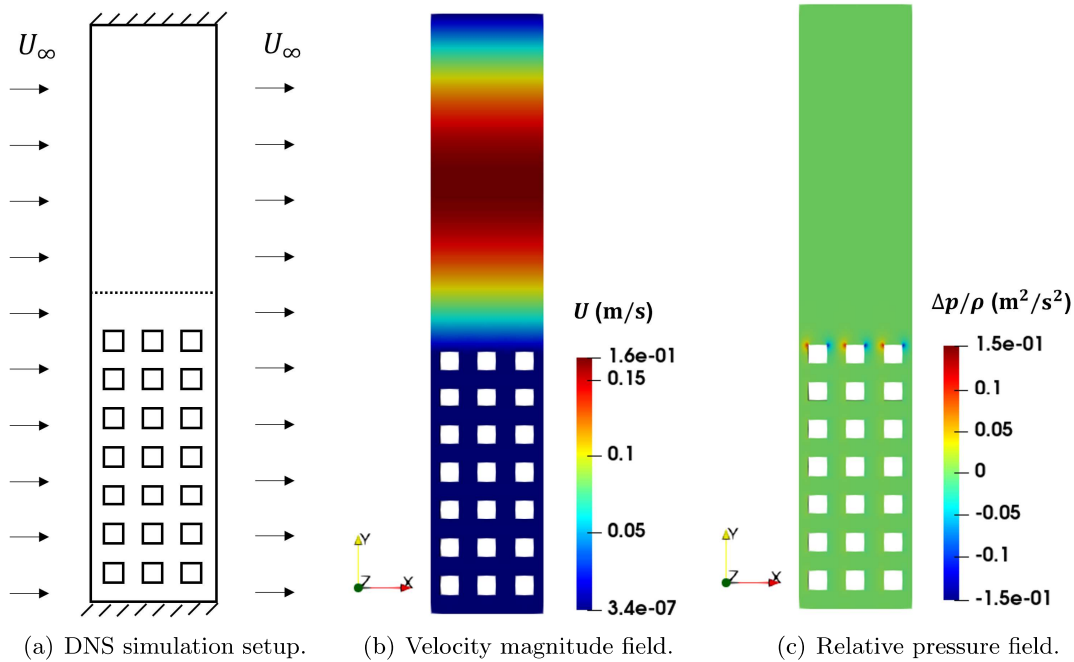 U∞ U∞
U (m/s)
1.6e-01
0.15
0.1
0.05
3.4e-07
Y
Z X
Δp/ρ (m²/s²)
1.5e-01
0.1
0.05
0
-0.05
-0.1
-1.5e-01
Y
Z X
(a) DNS simulation setup.
(b) Velocity magnitude field.
(c) Relative pressure field.